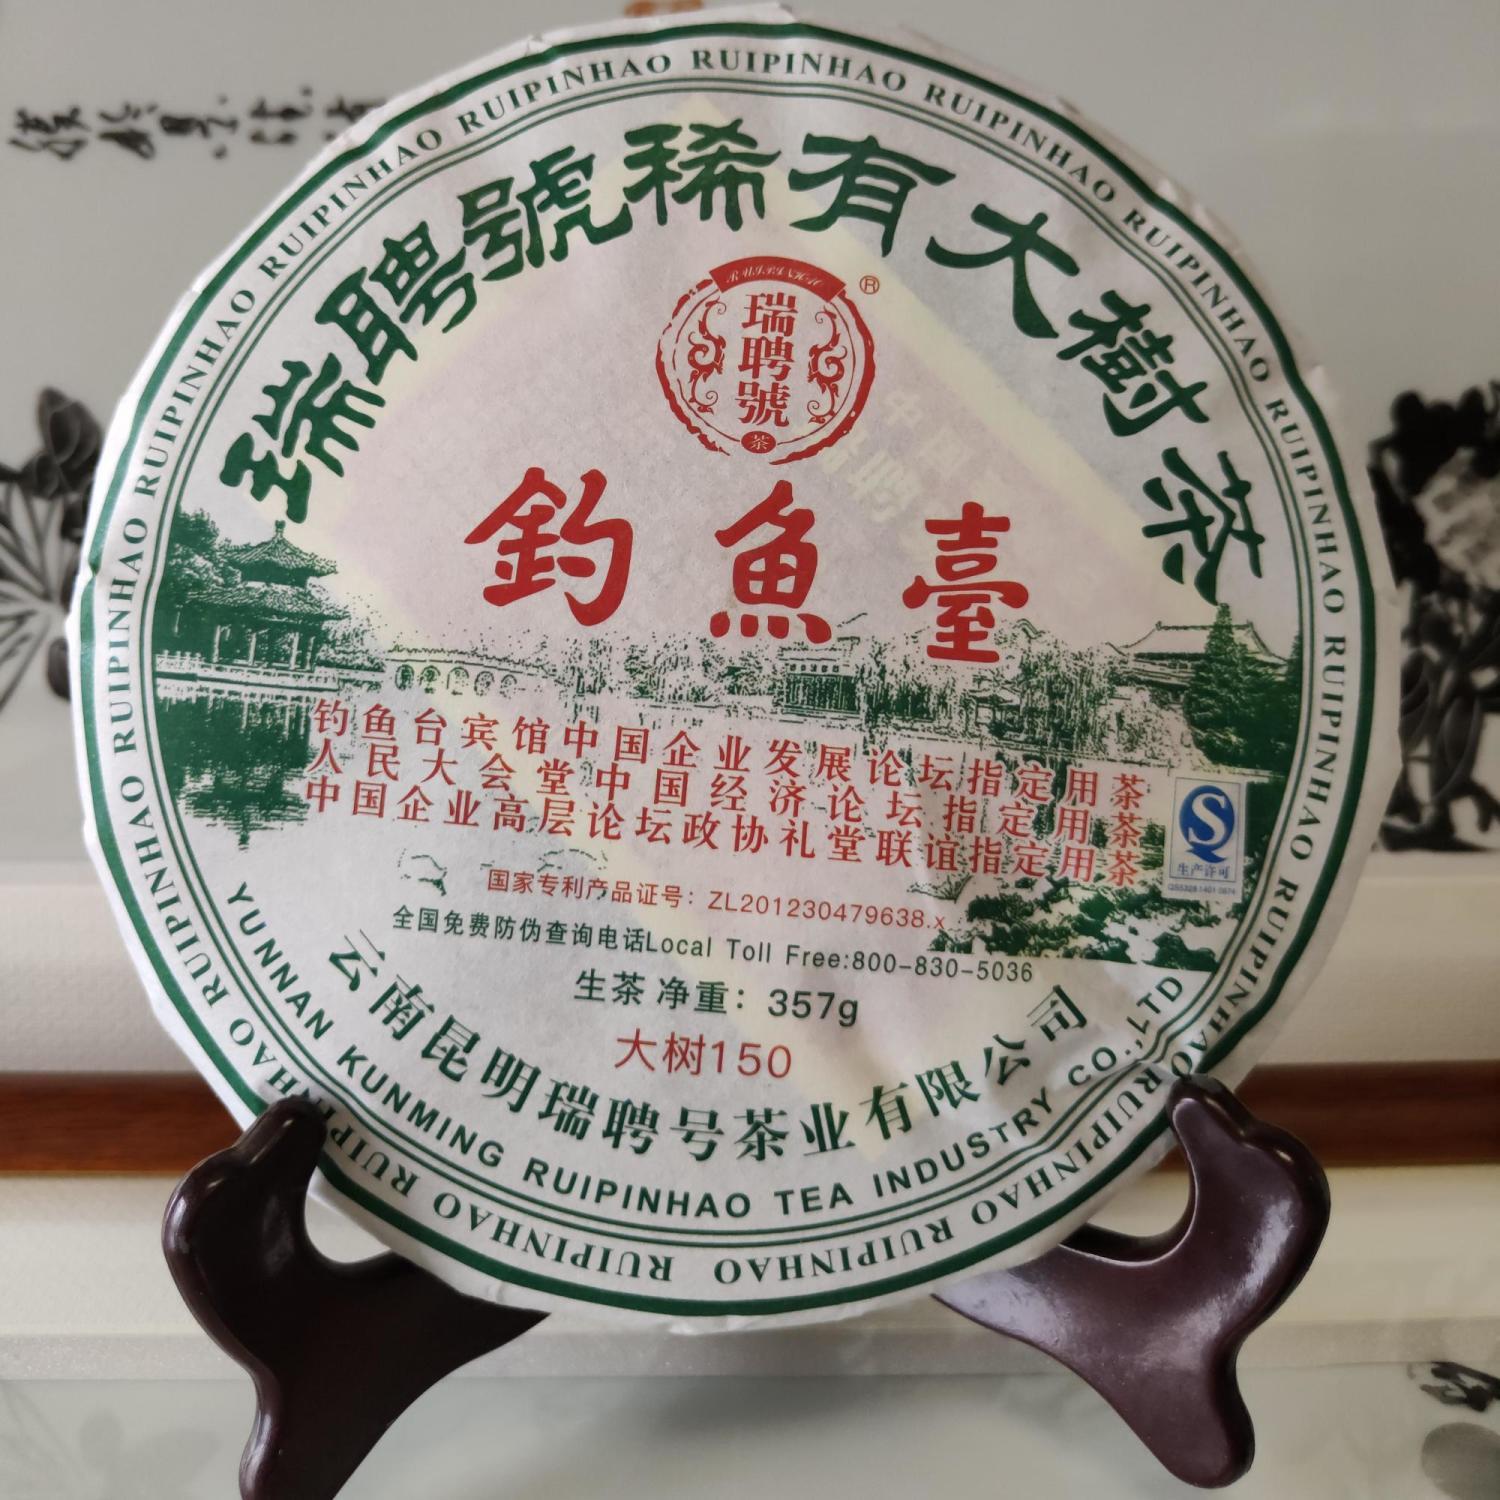 RUIPINHAO RUIPINHAO RUIPINHAO RUIPINHAO RUIPINHAO RUIPINHAO RUIPINHAO RUIPINHAO RUIPINHAO RUIPINHAO RUIPINHAO RUIPINHAO RUIPINHAO RUIPINHAO
瑞聘號稀有大樹茶
®
瑞聘號
茶
釣魚臺
钓鱼台宾馆中国企业发展论坛指定用茶
人民大会堂中国经济论坛指定用茶
中国企业高层论坛政协礼堂联谊指定用茶
生产许可
国家专利产品证号：ZL201230479638.x
全国免费防伪查询电话Local Toll Free:800-830-5036
生茶 净重：357g
大树150
云南昆明瑞聘号茶业有限公司
YUNNAN KUNMING RUIPINHAO TEA INDUSTRY CO.,LTD